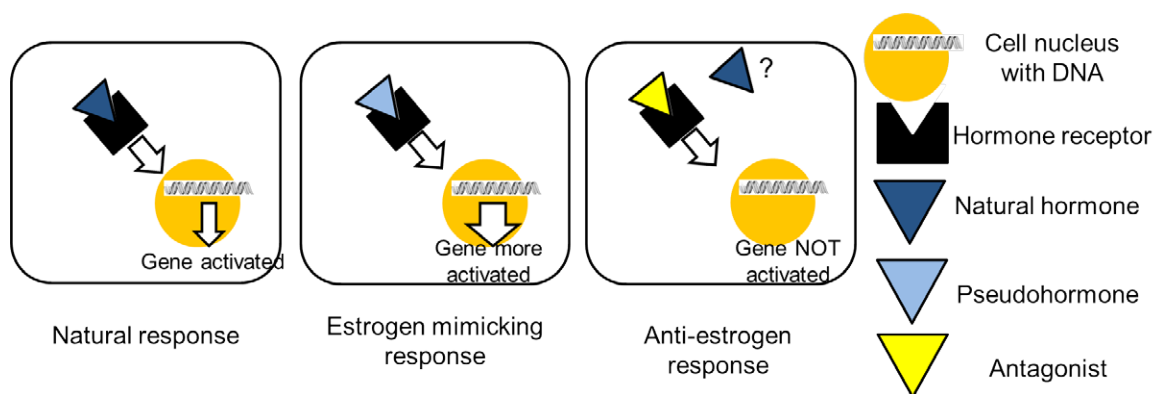 ?
Gene activated
Gene more
activated
Gene NOT
activated
Natural response
Estrogen mimicking
response
Anti-estrogen
response
Cell nucleus
with DNA
Hormone receptor
Natural hormone
Pseudohormone
Antagonist